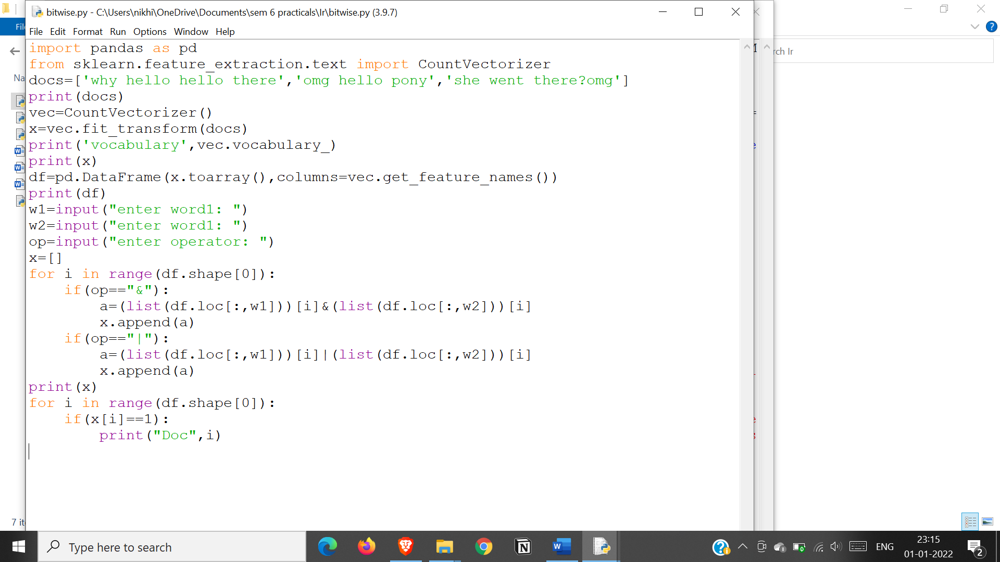 bitwise.py - C:\Users\nikhi\OneDrive\Documents\sem 6 practicals\Ir\bitwise.py (3.9.7)
File Edit Format Run Options Window Help
import pandas as pd
from sklearn.feature_extraction.text import CountVectorizer
docs=['why hello hello there','omg hello pony','she went there?omg']
print(docs)
vec=CountVectorizer()
x=vec.fit_transform(docs)
print('vocabulary',vec.vocabulary_)
print(x)
df=pd.DataFrame(x.toarray(),columns=vec.get_feature_names())
print(df)
w1=input("enter word1: ")
w2=input("enter word1: ")
op=input("enter operator: ")
x=[]
for i in range(df.shape[0]):
    if(op=="&"):
        a=(list(df.loc[:,w1]))[i]&(list(df.loc[:,w2]))[i]
        x.append(a)
    if(op=="|"):
        a=(list(df.loc[:,w1]))[i]|(list(df.loc[:,w2]))[i]
        x.append(a)
print(x)
for i in range(df.shape[0]):
    if(x[i]==1):
        print("Doc",i)
Fil
Na
rch Ir
7 it
Type here to search
ENG
23:15
01-01-2022
2